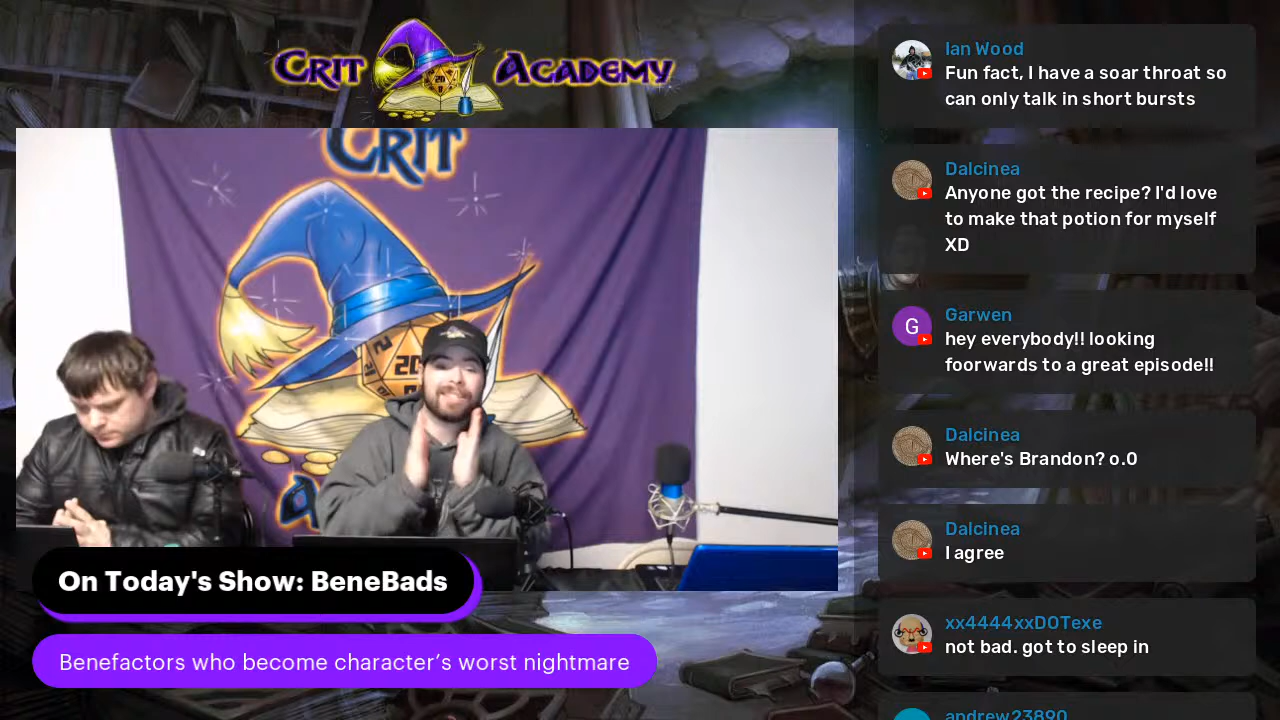 CRIT ACADEMY
CRIT
20
On Today's Show: BeneBads
Benefactors who become character's worst nightmare
Ian Wood
Fun fact, I have a soar throat so
can only talk in short bursts
Dalcinea
Anyone got the recipe? I'd love
to make that potion for myself
XD
G
Garwen
hey everybody!! looking
foorwards to a great episode!!
Dalcinea
Where's Brandon? o.O
Dalcinea
I agree
xx4444xxDOTexe
not bad. got to sleep in
andrew23890